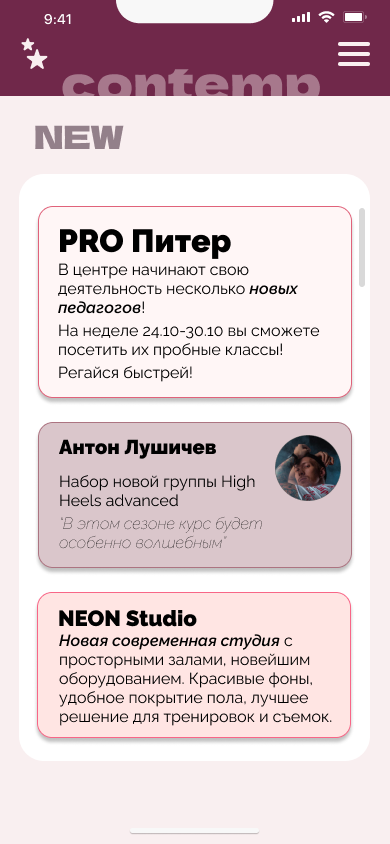 9:41
contemp
NEW
PRO Питер
В центре начинают свою
деятельность несколько новых
педагогов!
На неделе 24.10-30.10 вы сможете
посетить их пробные классы!
Регайся быстрей!
Антон Лушичев
Набор новой группы High
Heels advanced
"В этом сезоне курс будет
особенно волшебным"
NEON Studio
Новая современная студия с
просторными залами, новейшим
оборудованием. Красивые фоны,
удобное покрытие пола, лучшее
решение для тренировок и съемок.